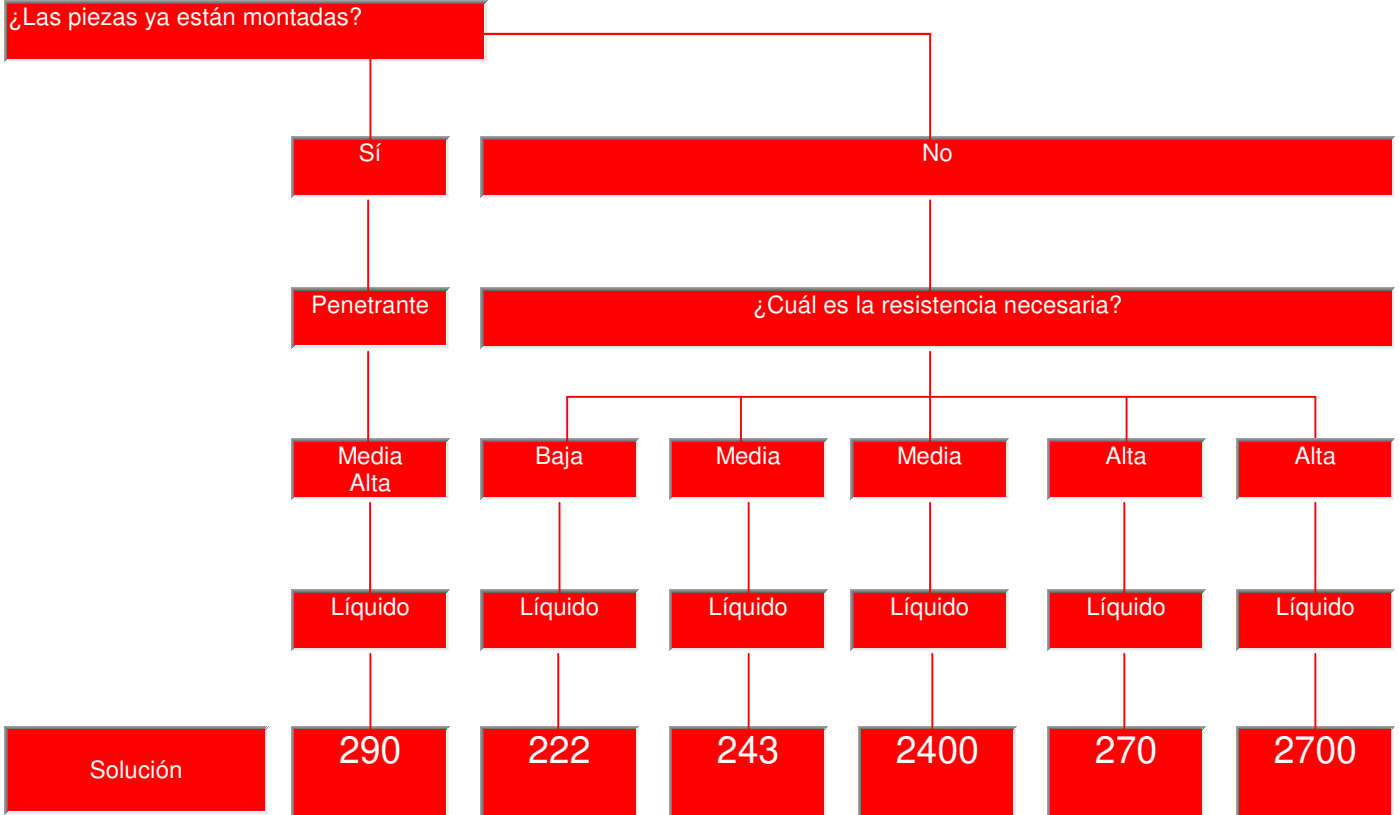 ¿Las piezas ya están montadas?
Sí
No
Penetrante
¿Cuál es la resistencia necesaria?
Media
Alta
Baja
Media
Media
Alta
Alta
Líquido
Líquido
Líquido
Líquido
Líquido
Líquido
Solución
290
222
243
2400
270
2700